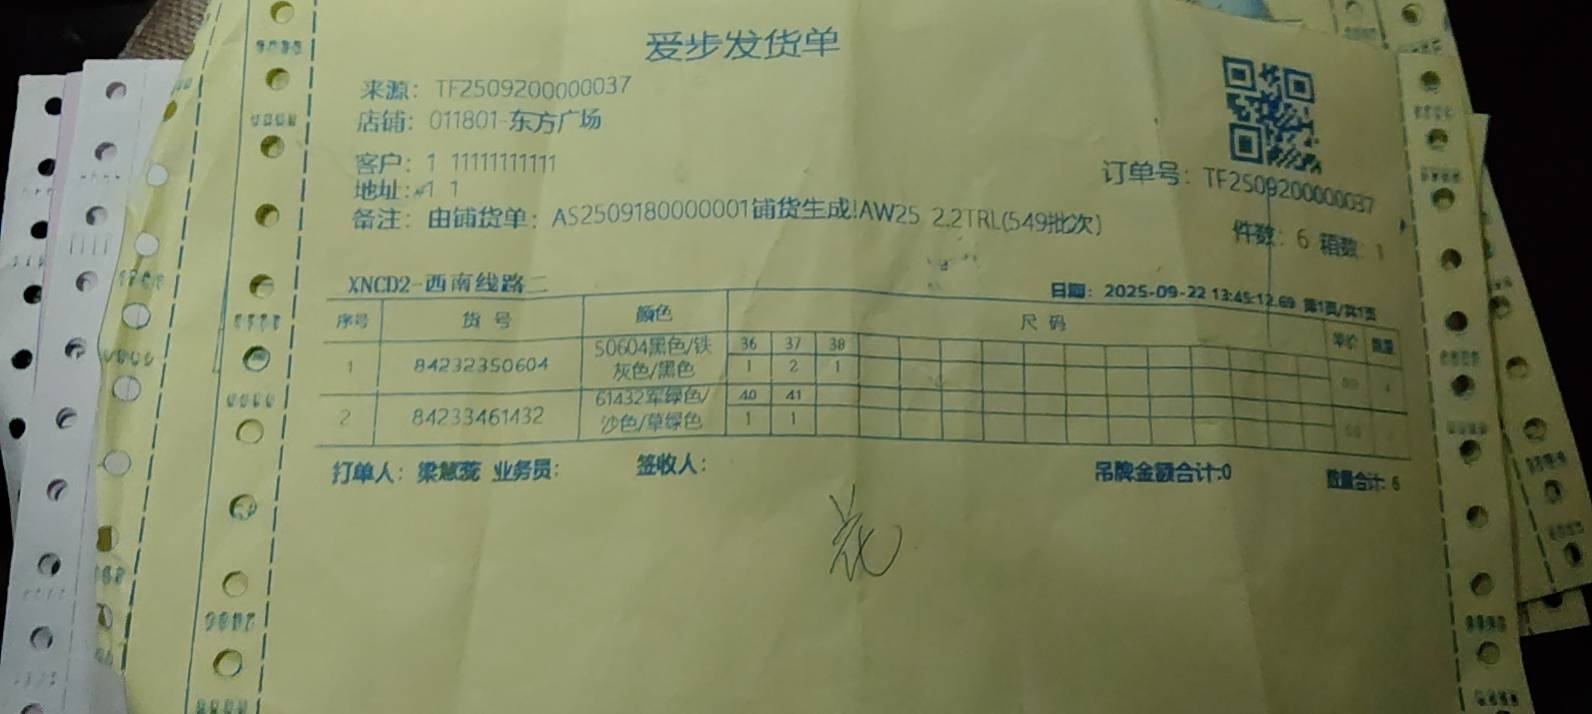 爱步发货单
来源：TF2509200000037
店铺：011801-东方广场
客户：1 11111111111
地址：1 1
订单号：TF2509200000037
备注：由铺货单：AS2509180000001铺货生成!AW25 2.2TRL(549批次)
件数：6 箱数：1
XNCD2-西南线路二
日期：2025-09-22 13:45:12.69 第1页/共1页
序号 货号 颜色 尺码 单价 数量
1 84232350604 50604黑色/铁灰色/黑色 36 37 38
1 2 1
2 84233461432 61432军绿色/沙色/草绿色 40 41
1 1
打单人：梁慧蕊 业务员： 签收人： 吊牌金额合计:0 数量合计: 6